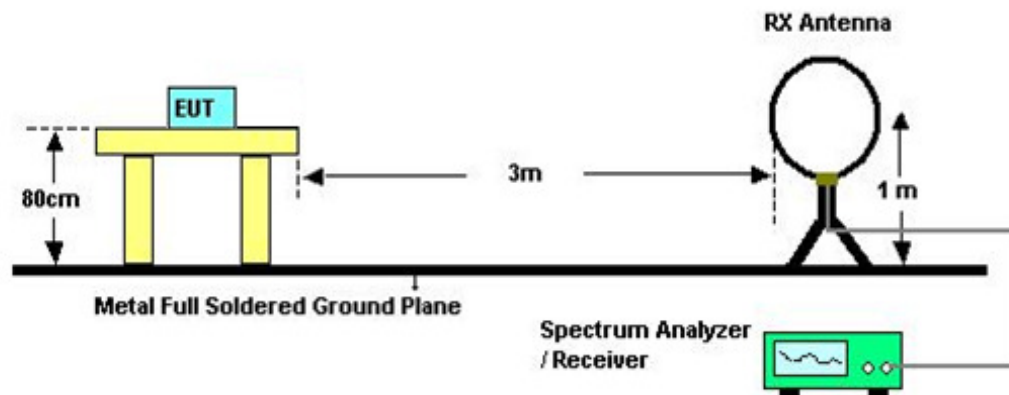 RX Antenna
EUT
80cm
3m
1 m
Metal Full Soldered Ground Plane
Spectrum Analyzer
/ Receiver